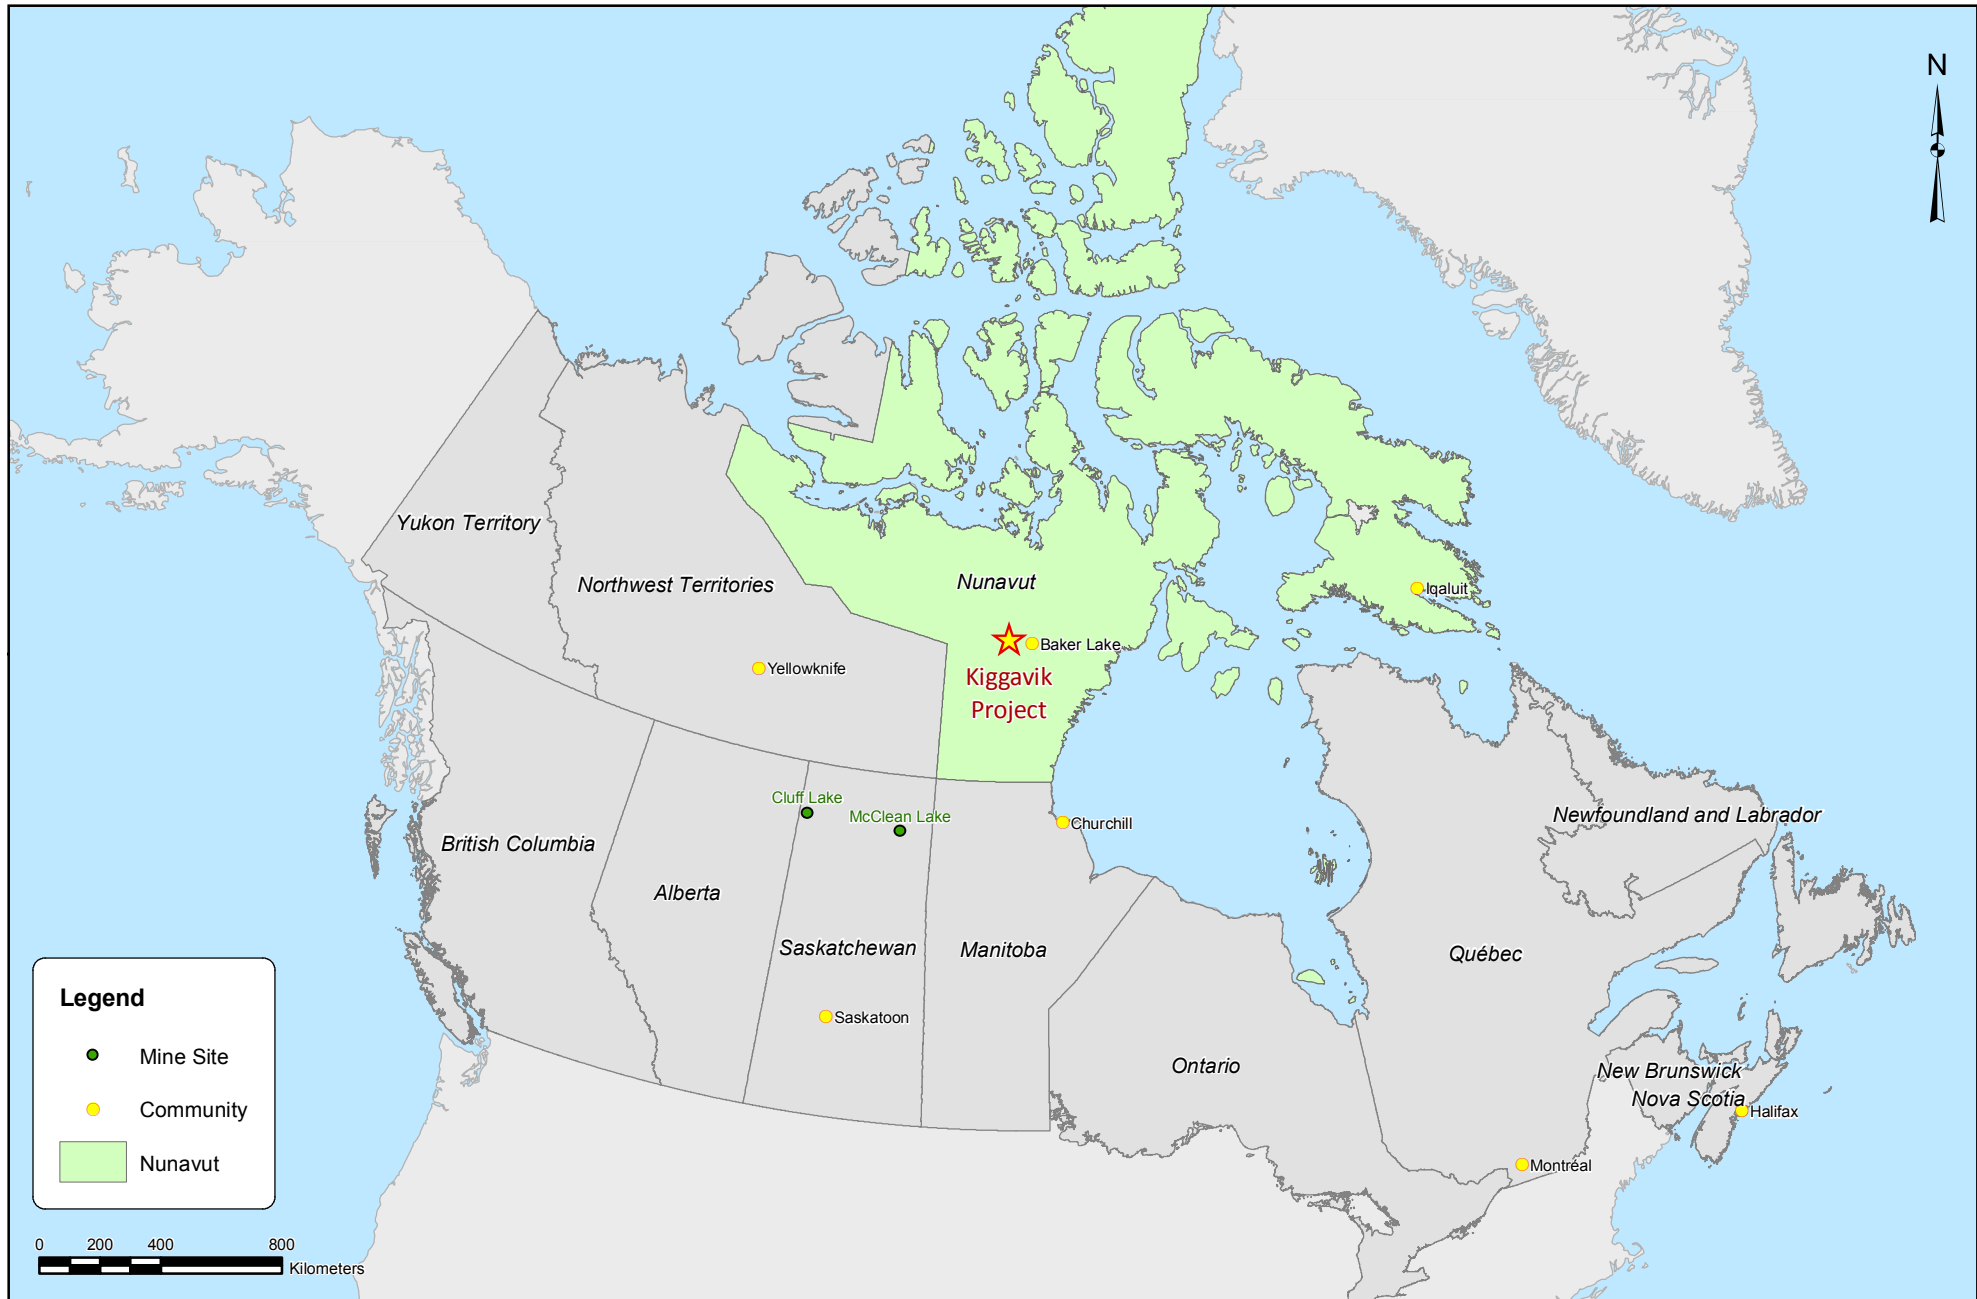 N
Yukon Territory
Northwest Territories
Nunavut
Iqaluit
Baker Lake
Yellowknife
Kiggavik
Project
Cluff Lake
McClean Lake
Churchill
Newfoundland and Labrador
British Columbia
Alberta
Saskatchewan
Manitoba
Québec
Saskatoon
Ontario
New Brunswick
Nova Scotia
Halifax
Montréal
Legend
Mine Site
Community
Nunavut
0 200 400 800
Kilometers